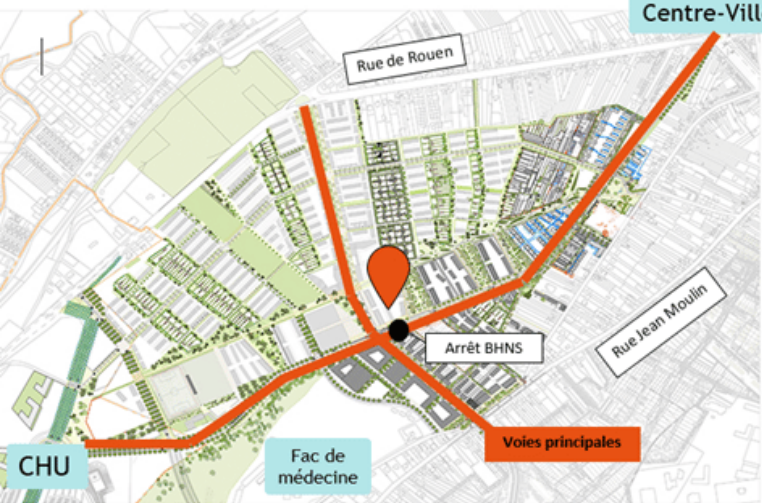 Centre-Vill
Rue de Rouen
Rue Jean Moulin
Arrêt BHNS
Voies principales
CHU
Fac de
médecine